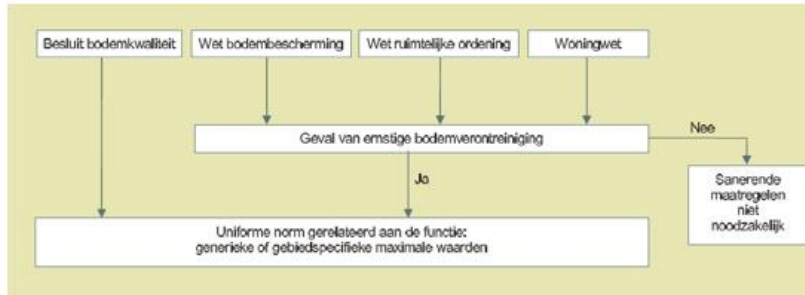 Besluit bodemkwaliteit
Wet bodembescherming
Wet ruimtelijke ordening
Woningwet
Geval van ernstige bodemverontreiniging
Nee
Ja
Sanerende
maatregelen
niet
noodzakelijk
Uniforme norm gerelateerd aan de functie:
generieke of gebiedspecifieke maximale waarden